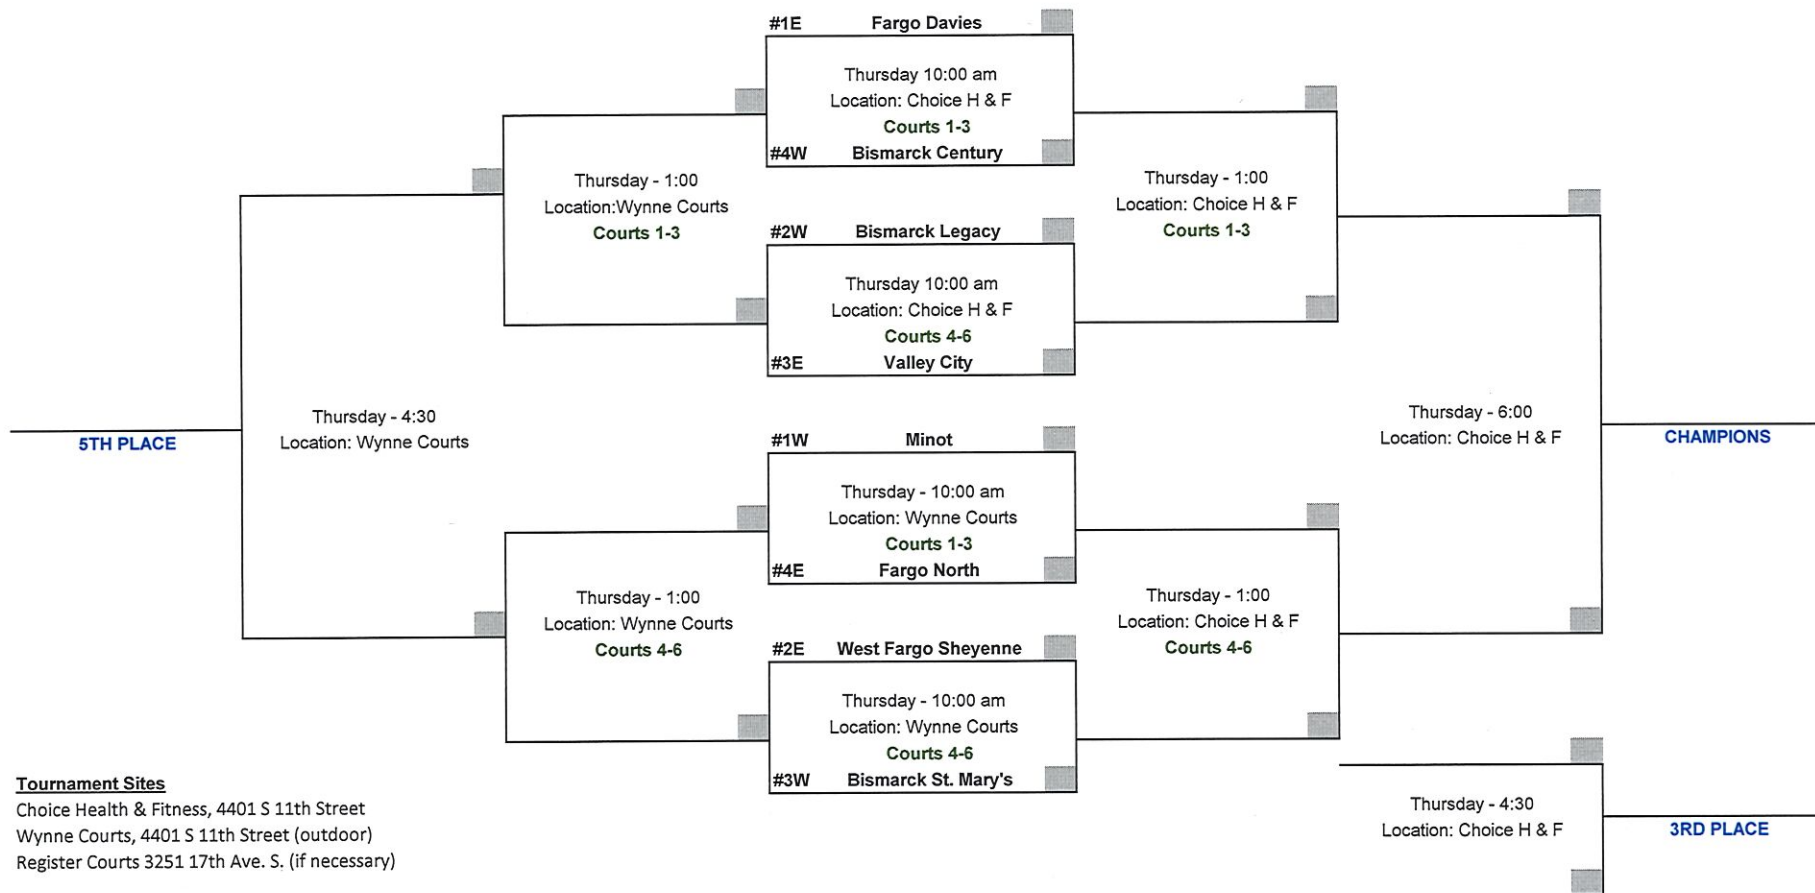 #1E Fargo Davies
Thursday 10:00 am
Location: Choice H & F
Courts 1-3
#4W Bismarck Century
Thursday - 1:00
Location:Wynne Courts
Courts 1-3
Thursday - 1:00
Location: Choice H & F
Courts 1-3
#2W Bismarck Legacy
Thursday 10:00 am
Location: Choice H & F
Courts 4-6
#3E Valley City
5TH PLACE
Thursday - 4:30
Location: Wynne Courts
Thursday - 6:00
Location: Choice H & F
CHAMPIONS
#1W Minot
Thursday - 10:00 am
Location: Wynne Courts
Courts 1-3
#4E Fargo North
Thursday - 1:00
Location: Wynne Courts
Courts 4-6
Thursday - 1:00
Location: Choice H & F
Courts 4-6
#2E West Fargo Sheyenne
Thursday - 10:00 am
Location: Wynne Courts
Courts 4-6
#3W Bismarck St. Mary's
Tournament Sites
Choice Health & Fitness, 4401 S 11th Street
Wynne Courts, 4401 S 11th Street (outdoor)
Register Courts 3251 17th Ave. S. (if necessary)
Thursday - 4:30
Location: Choice H & F
3RD PLACE